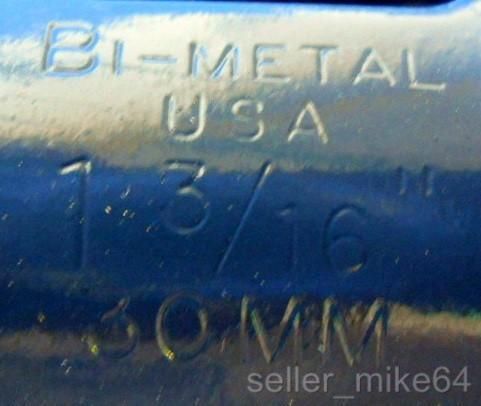 BI-METAL
USA
1 3/16"
30MM
seller_mike64